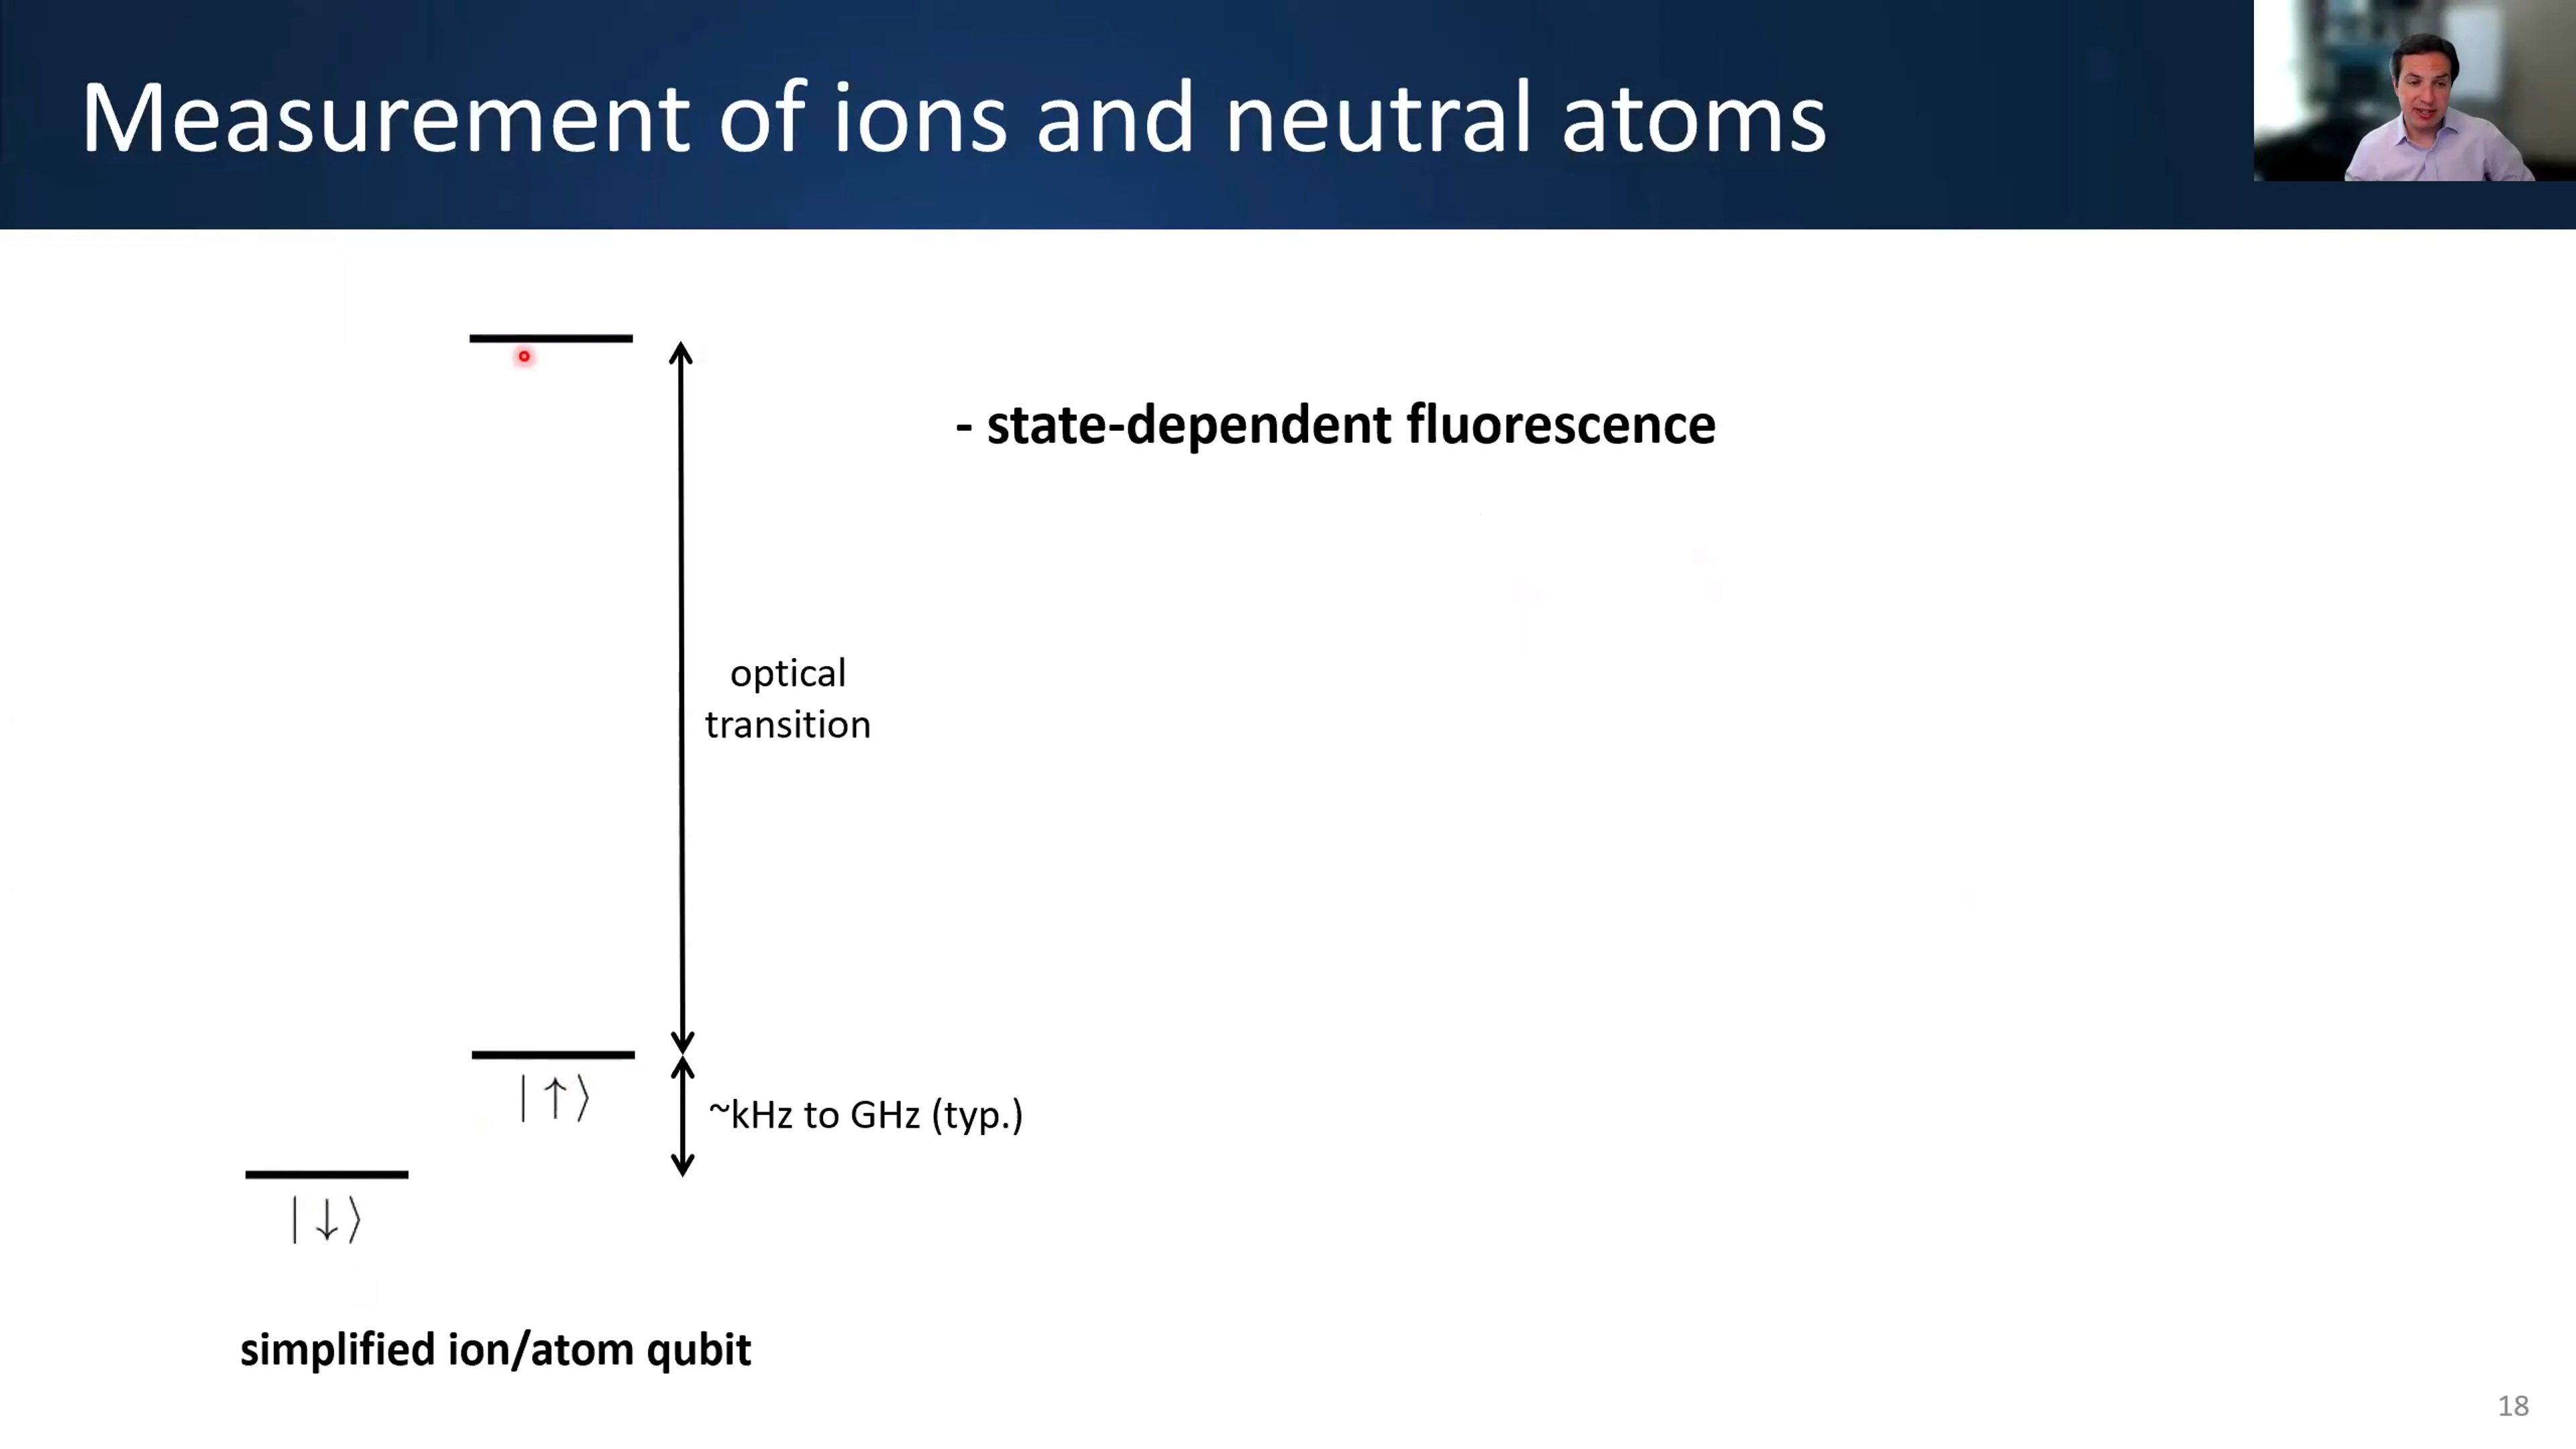 Measurement of ions and neutral atoms
- state-dependent fluorescence
optical
transition
|↑⟩
~kHz to GHz (typ.)
|↓⟩
simplified ion/atom qubit
18